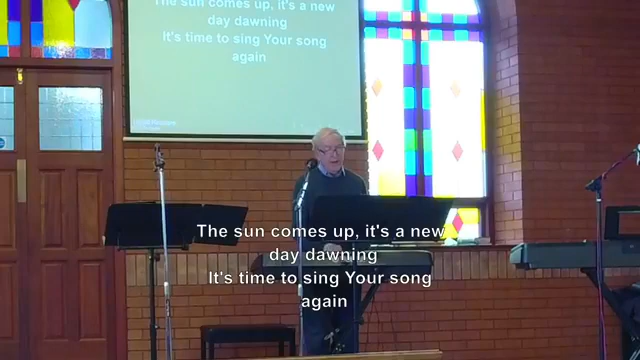 The sun comes up, it's a new
day dawning
It's time to sing Your song
again
The sun comes up, it's a new
day dawning
It's time to sing Your song
again